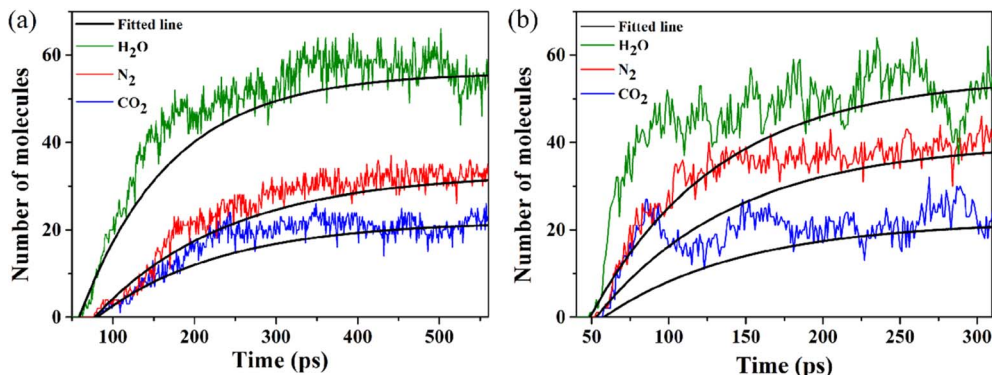 (a)
Fitted line
H₂O
N₂
CO₂
Number of molecules
60
40
20
0
100 200 300 400 500
Time (ps)
(b)
Fitted line
H₂O
N₂
CO₂
Number of molecules
60
40
20
0
50 100 150 200 250 300
Time (ps)